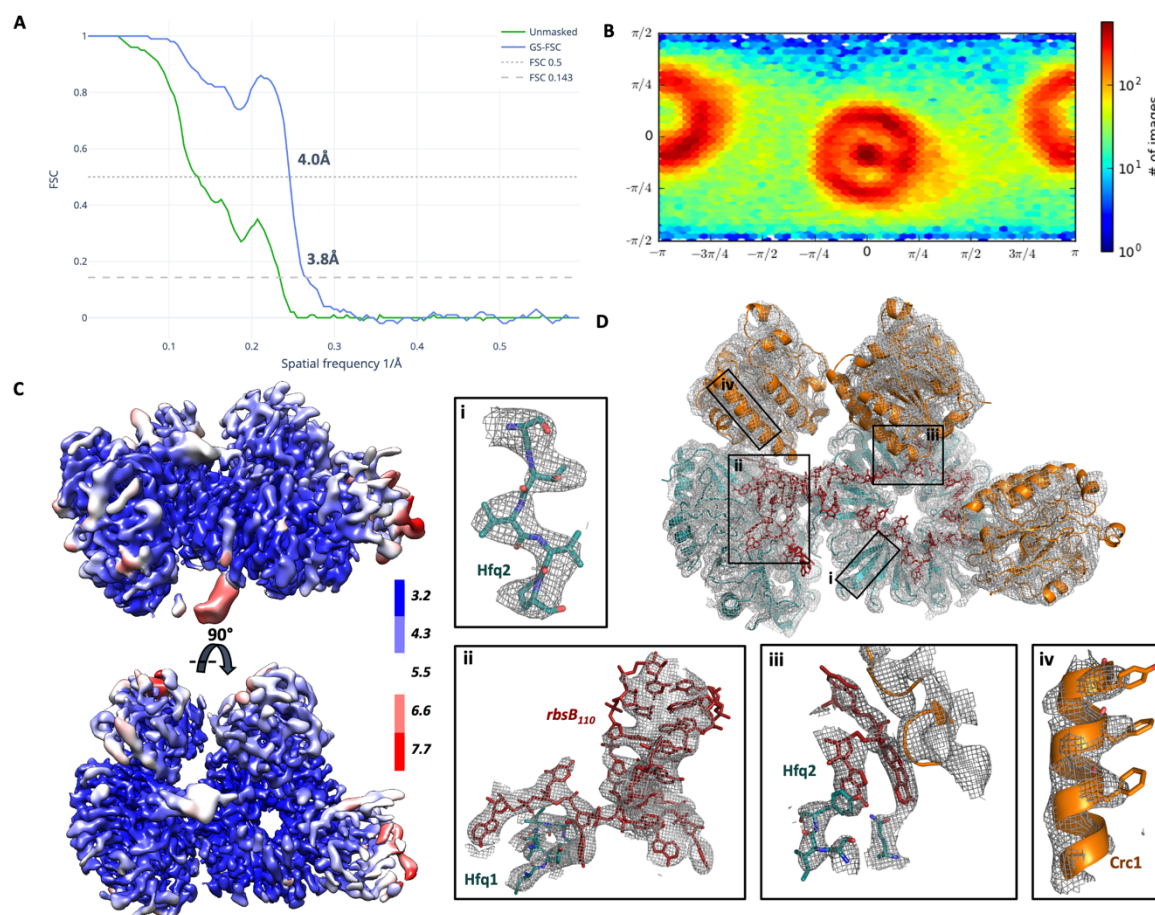 A
Unmasked
GS-FSC
FSC 0.5
FSC 0.143
1
0.8
0.6
0.4
0.2
0
FSC
4.0Å
3.8Å
0.1
0.2
0.3
0.4
0.5
Spatial frequency 1/Å
B
π/2
π/4
0
-π/4
-π/2
−π
−3π/4
−π/2
−π/4
0
π/4
π/2
3π/4
π
10²
10¹
10⁰
# of images
C
90°
3.2
4.3
5.5
6.6
7.7
D
iv
iii
ii
i
i
Hfq2
ii
rbsB₁₁₀
Hfq1
iii
Hfq2
iv
Crc1